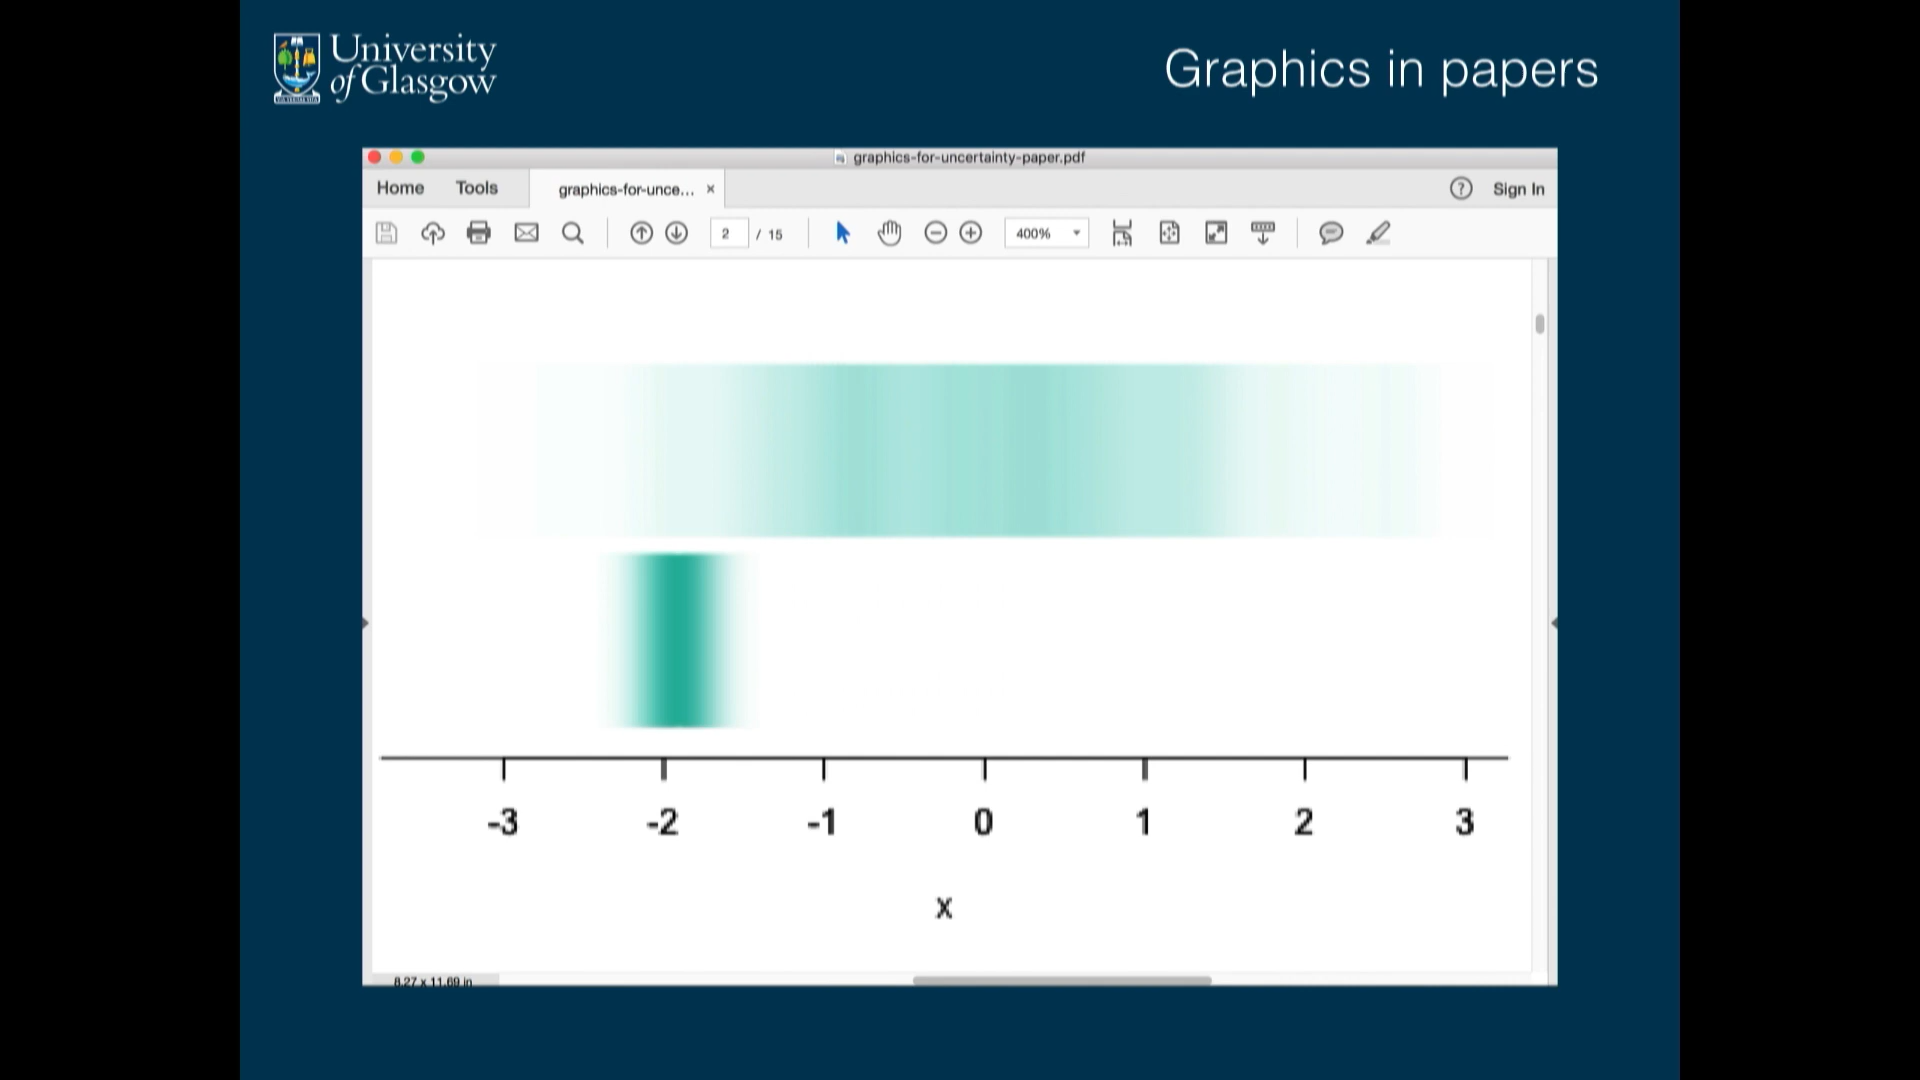 University
of Glasgow
Graphics in papers
graphics-for-uncertainty-paper.pdf
Home Tools graphics-for-unce... × ? Sign In
2 / 15 400%
-3 -2 -1 0 1 2 3
x
8.27 x 11.69 in